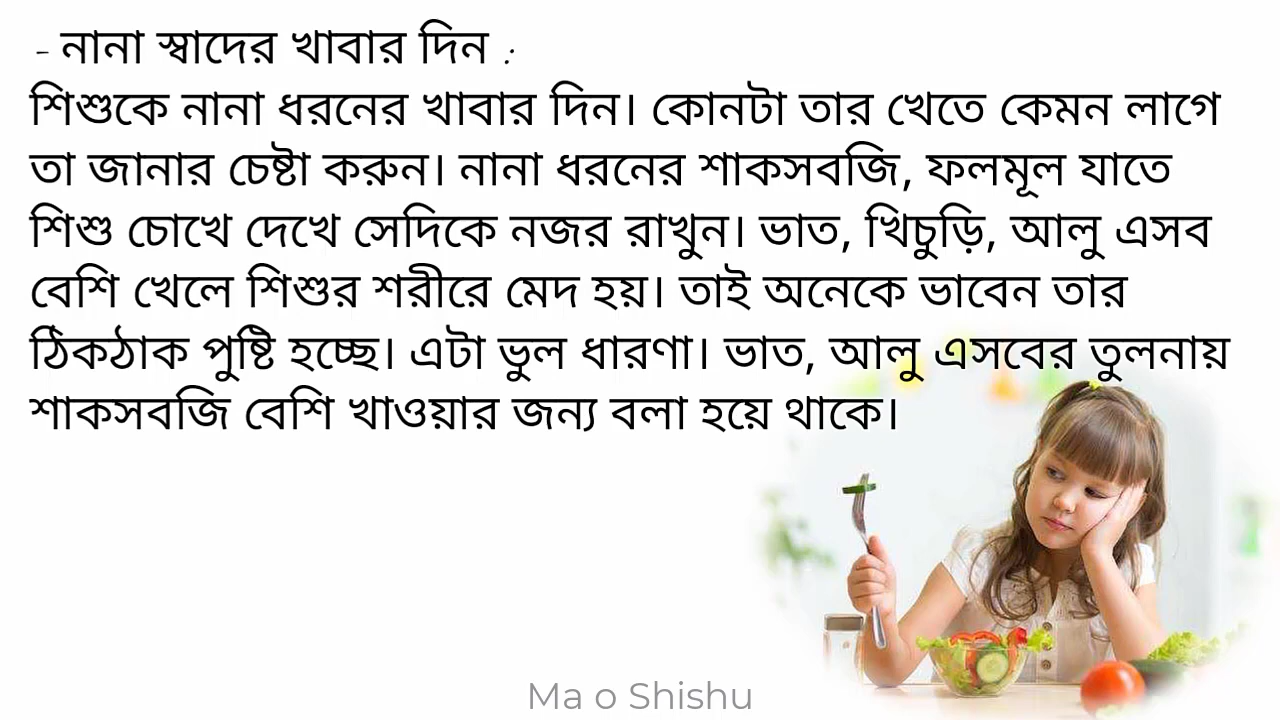 - নানা স্বাদের খাবার দিন :
শিশুকে নানা ধরনের খাবার দিন। কোনটা তার খেতে কেমন লাগে
তা জানার চেষ্টা করুন। নানা ধরনের শাকসবজি, ফলমূল যাতে
শিশু চোখে দেখে সেদিকে নজর রাখুন। ভাত, খিচুড়ি, আলু এসব
বেশি খেলে শিশুর শরীরে মেদ হয়। তাই অনেকে ভাবেন তার
ঠিকঠাক পুষ্টি হচ্ছে। এটা ভুল ধারণা। ভাত, আলু এসবের তুলনায়
শাকসবজি বেশি খাওয়ার জন্য বলা হয়ে থাকে।
Ma o Shishu